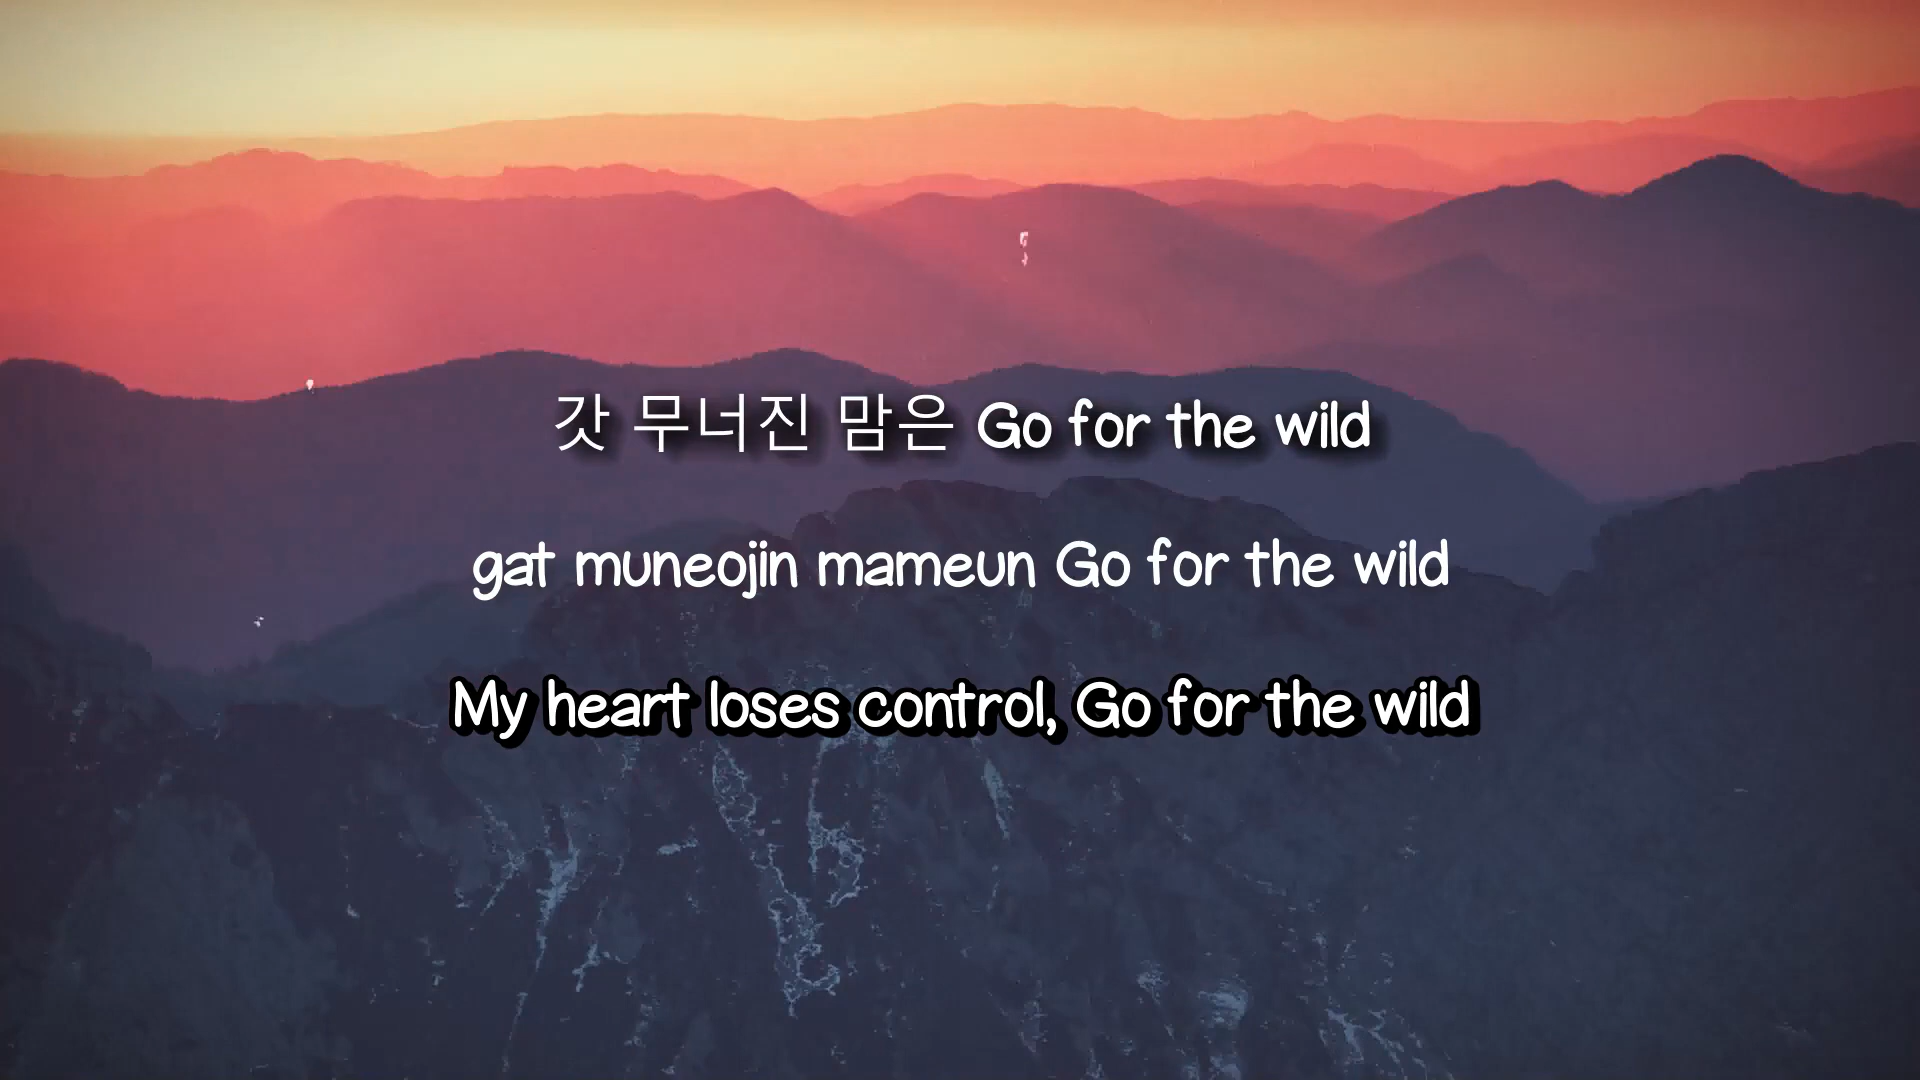 갓 무너진 맘은 Go for the wild
gat muneojin mameun Go for the wild
My heart loses control, Go for the wild